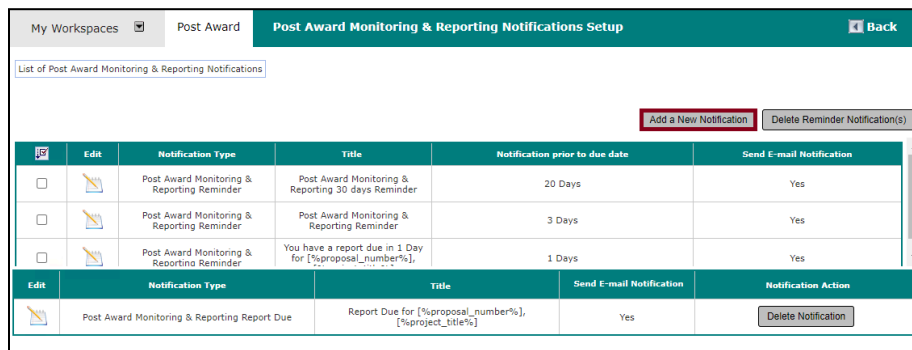 My Workspaces Post Award Post Award Monitoring & Reporting Notifications Setup Back
List of Post Award Monitoring & Reporting Notifications
Add a New Notification Delete Reminder Notification(s)
Edit Notification Type Title Notification prior to due date Send E-mail Notification
Post Award Monitoring & Post Award Monitoring &
Reporting Reminder Reporting 30 days Reminder 20 Days Yes
Post Award Monitoring & Post Award Monitoring &
Reporting Reminder Reporting Reminder 3 Days Yes
Post Award Monitoring & You have a report due in 1 Day
Reporting Reminder for [%proposal_number%], 1 Days Yes
[%project_title%]
Edit Notification Type Title Send E-mail Notification Notification Action
Post Award Monitoring & Reporting Report Due Report Due for [%proposal_number%], Yes Delete Notification
[%project_title%]